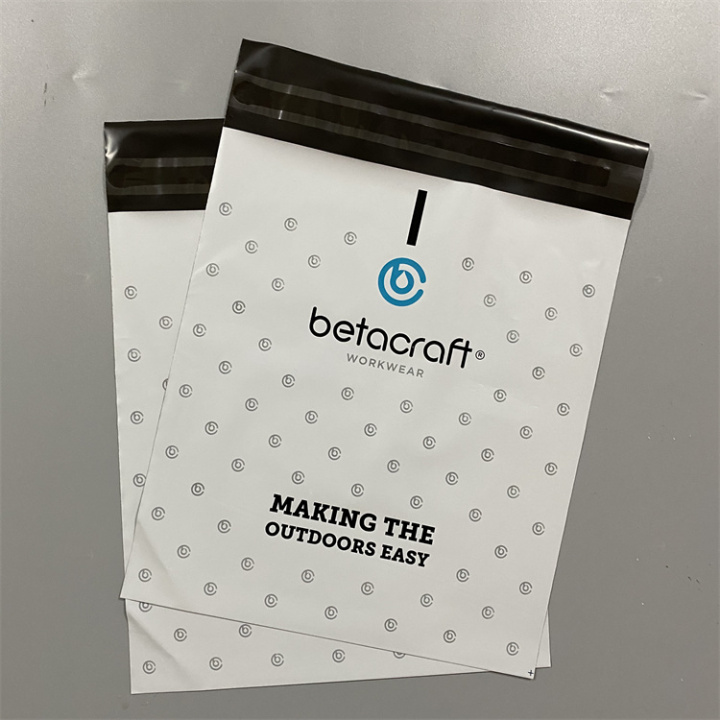 betacraft®
WORKWEAR
MAKING THE
OUTDOORS EASY